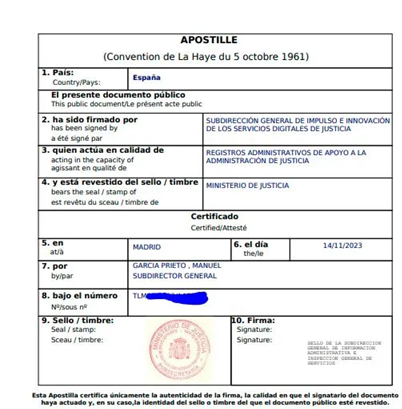 APOSTILLE
(Convention de La Haye du 5 octobre 1961)
1. País:
Country/Pays:
España
El presente documento público
This public document/Le présent acte public
2. ha sido firmado por
has been signed by
a été signé par
SUBDIRECCIÓN GENERAL DE IMPULSO E INNOVACIÓN
DE LOS SERVICIOS DIGITALES DE JUSTICIA
3. quien actúa en calidad de
acting in the capacity of
agissant en qualité de
REGISTROS ADMINISTRATIVOS DE APOYO A LA
ADMINISTRACIÓN DE JUSTICIA
4. y está revestido del sello / timbre
bears the seal / stamp of
est revêtu du sceau / timbre de
MINISTERIO DE JUSTICIA
Certificado
Certified/Attesté
5. en
at/à
MADRID
6. el día
the/le
14/11/2023
7. por
by/par
GARCIA PRIETO , MANUEL
SUBDIRECTOR GENERAL
8. bajo el número
Nº/sous nº
9. Sello / timbre:
Seal / stamp:
Sceau / timbre:
MINISTERIO DE JUSTICIA
10. Firma:
Signature:
Signature:
SELLO DE LA SUBDIRECCION
GENERAL DE INFORMACION
ADMINISTRATIVA E
INSPECCION GENERAL DE
SERVICIOS
Esta Apostilla certifica únicamente la autenticidad de la firma, la calidad en que el signatario del documento
haya actuado y, en su caso,la identidad del sello o timbre del que el documento público esté revestido.